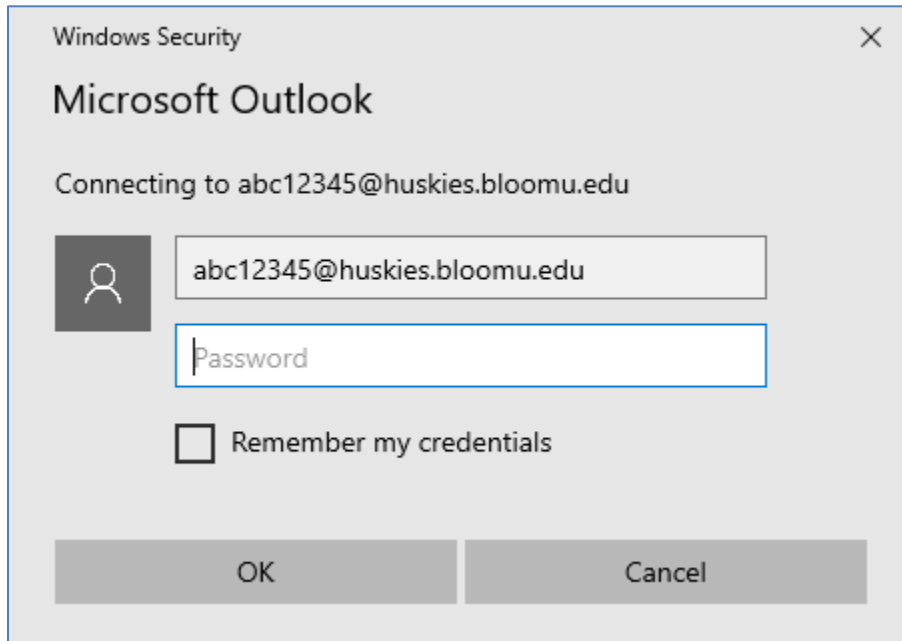 Windows Security
Microsoft Outlook
Connecting to abc12345@huskies.bloomu.edu
abc12345@huskies.bloomu.edu
Password
Remember my credentials
OK
Cancel